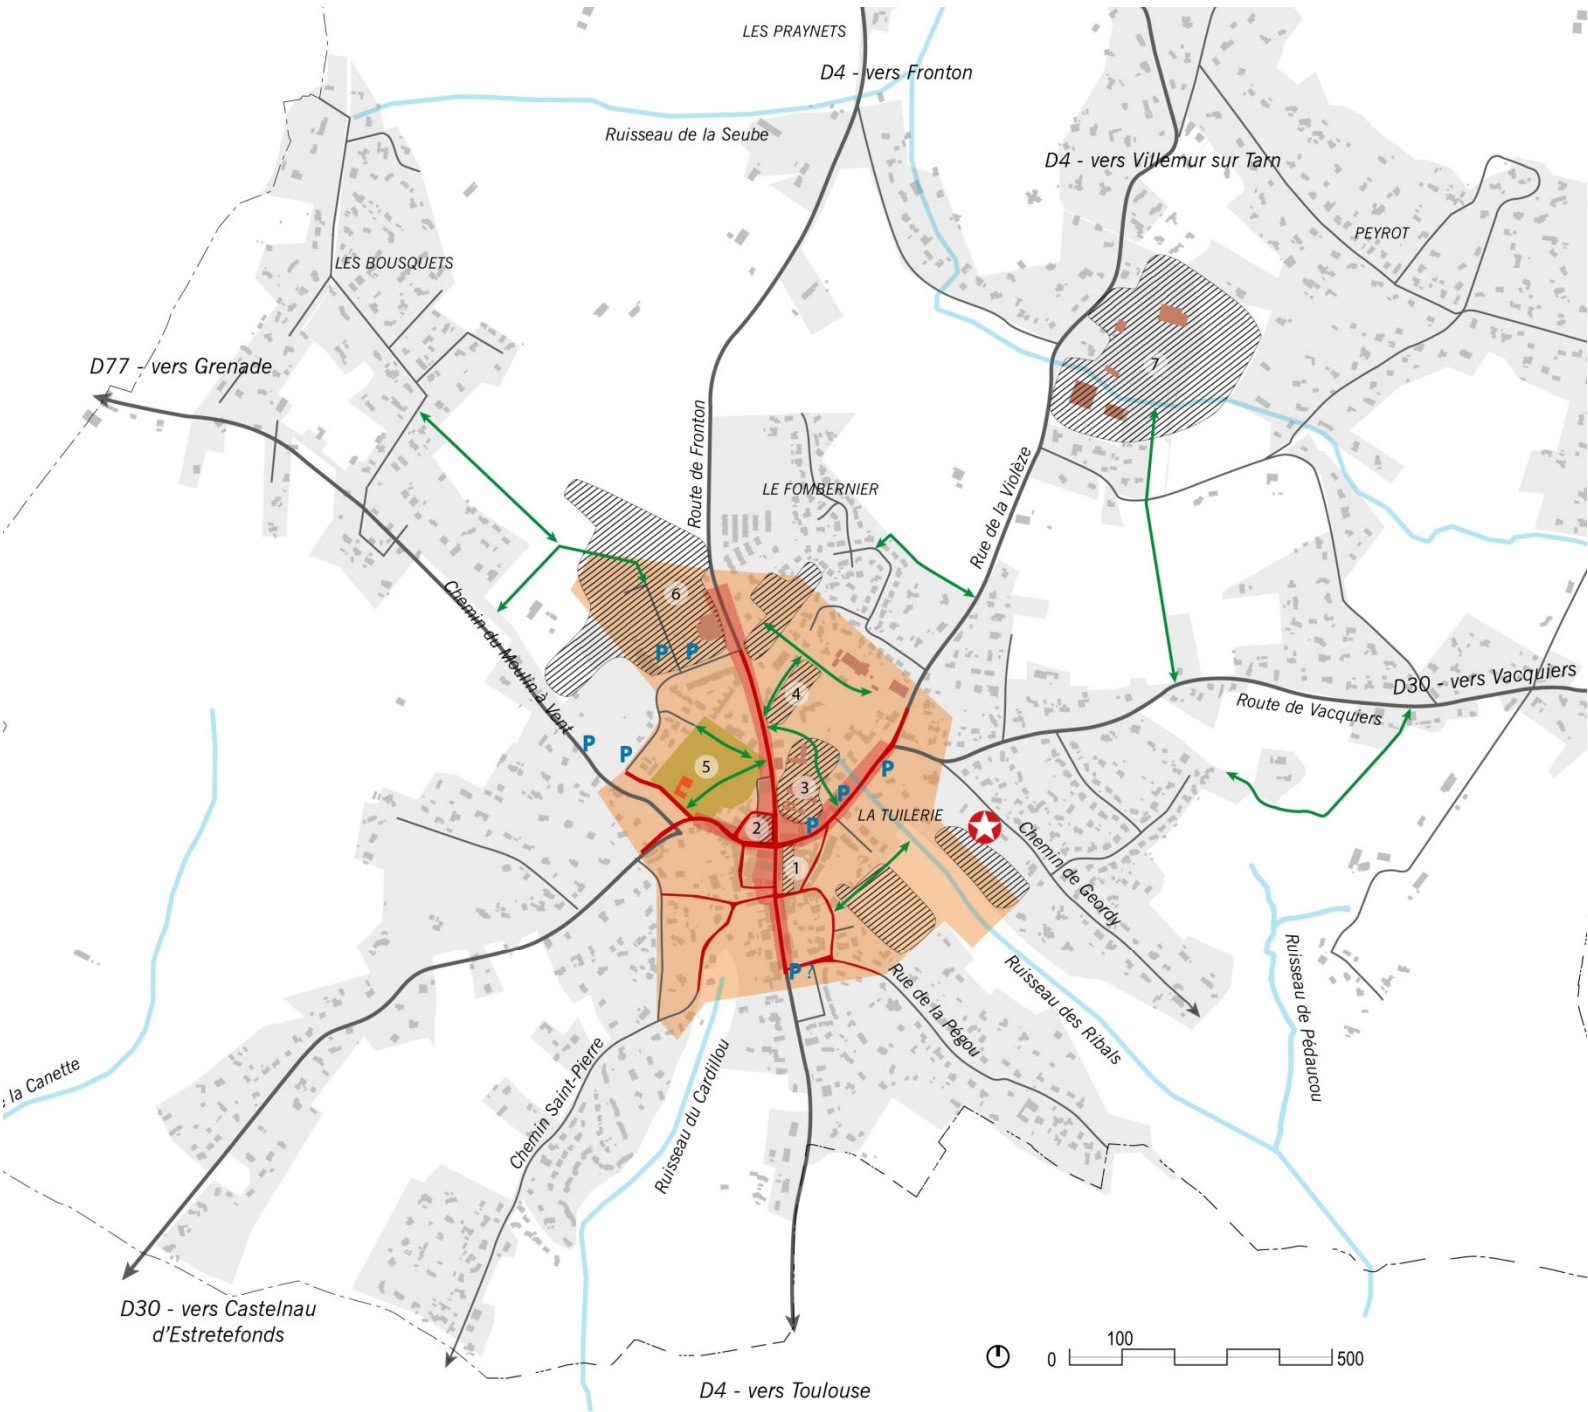 LES PRAYNETS
D4 - vers Fronton
Ruisseau de la Seube
D4 - vers Villemur sur Tarn
PEYROT
LES BOUSQUETS
D77 - vers Grenade
7
Route de Fronton
LE FOMBERNIER
Rue de la Violèze
Chemin du Moulin à Vent
6
P P
D30 - vers Vacquiers
Route de Vacquiers
4
P
P
5
P
3
P
P
LA TUILERIE
2
1
Chemin de Geordy
P ?
Rue de la Pégou
Ruisseau des Ribals
Ruisseau de Pédaucou
la Canette
Chemin Saint-Pierre
Ruisseau du Cardillou
D30 - vers Castelnau
d'Estretefonds
100
0
500
D4 - vers Toulouse